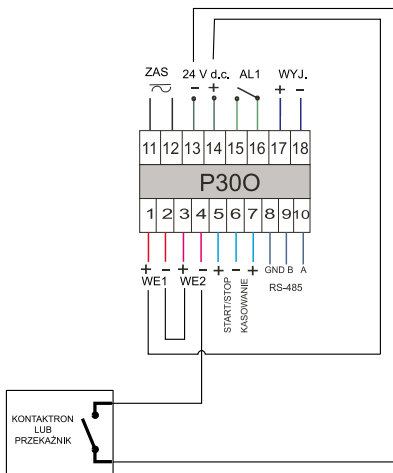 ZAS 24 V d.c. AL1 WYJ.
− + + −
11 12 13 14 15 16 17 18
P30O
1 2 3 4 5 6 7 8 9 10
+ − + − + − + GND B A
WE1 WE2 START/STOP KASOWANIE RS-485
KONTAKTRON
LUB
PRZEKAŹNIK